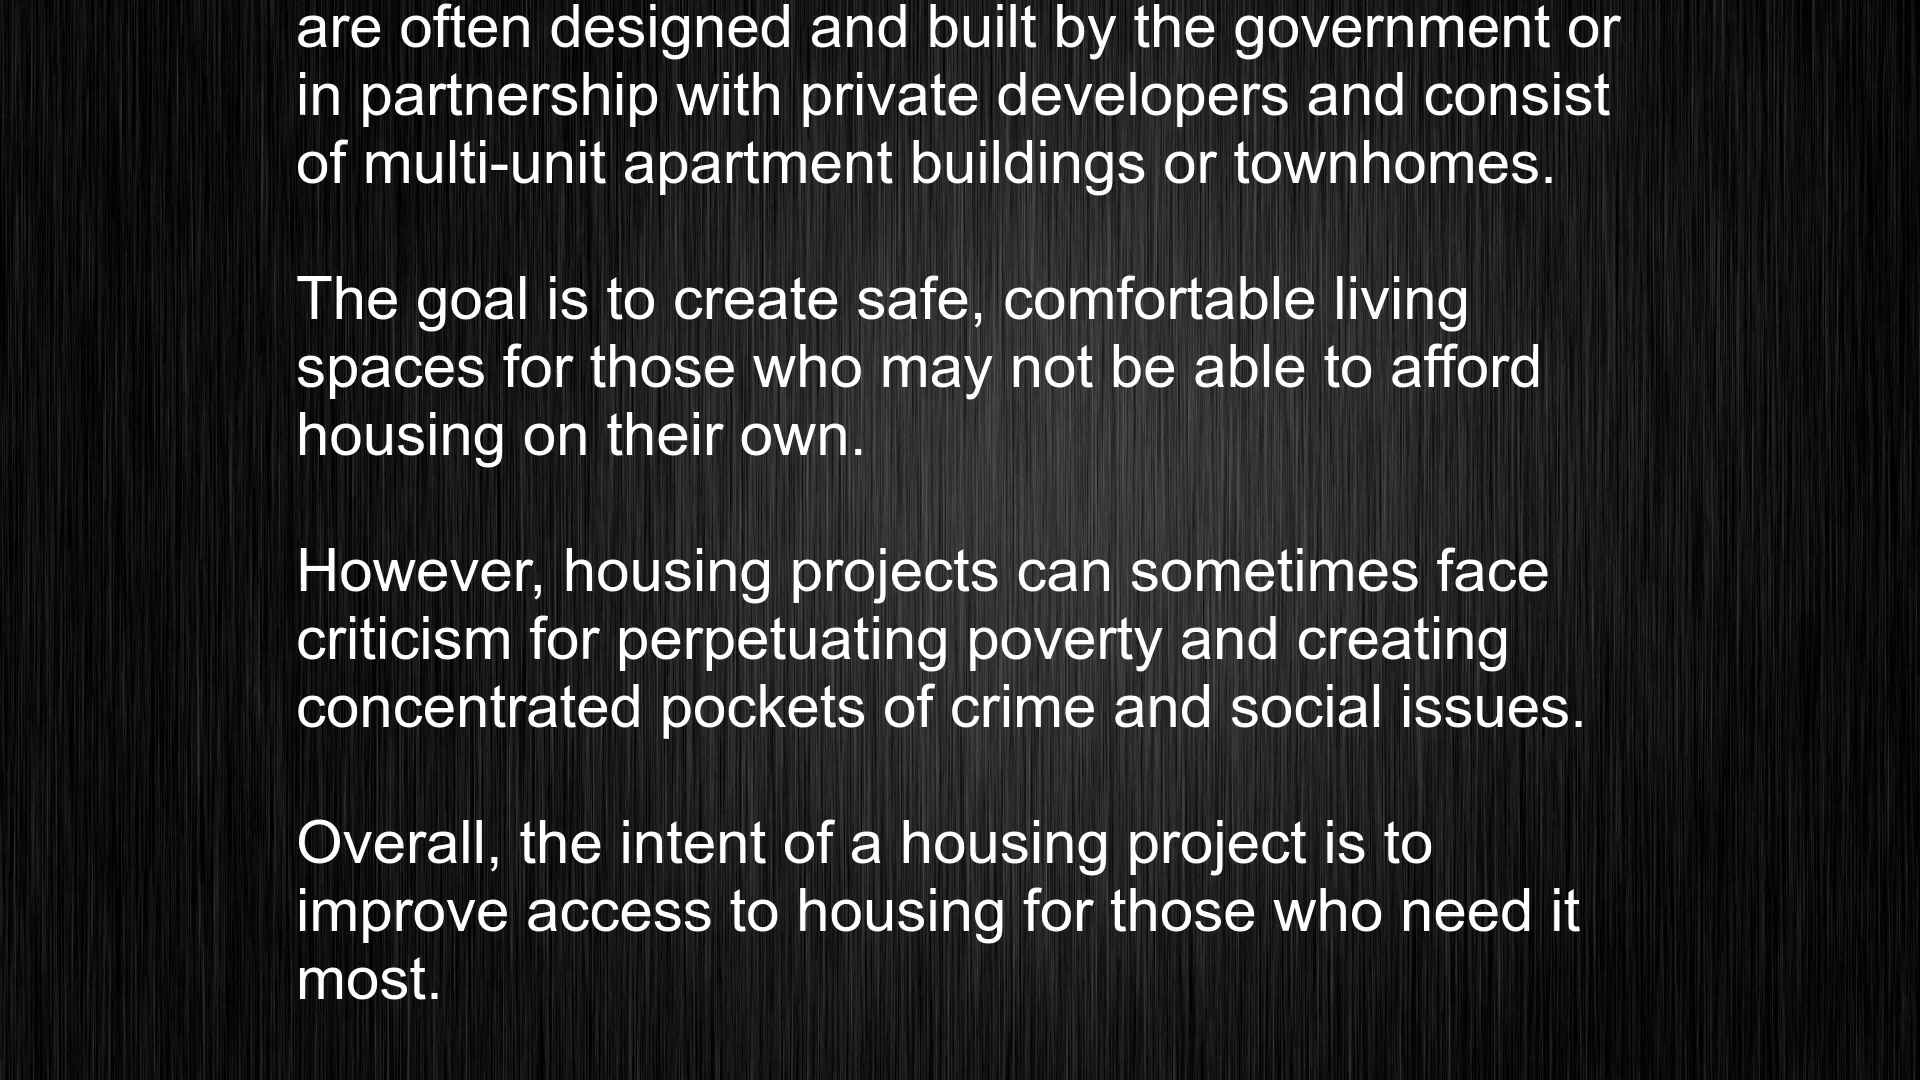 are often designed and built by the government or
in partnership with private developers and consist
of multi-unit apartment buildings or townhomes.
The goal is to create safe, comfortable living
spaces for those who may not be able to afford
housing on their own.
However, housing projects can sometimes face
criticism for perpetuating poverty and creating
concentrated pockets of crime and social issues.
Overall, the intent of a housing project is to
improve access to housing for those who need it
most.